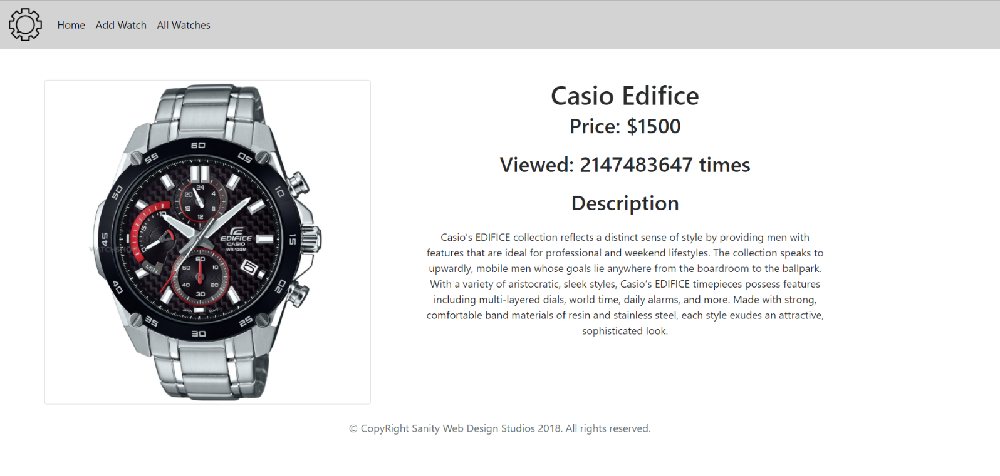 Home Add Watch All Watches
Casio Edifice
Price: $1500
Viewed: 2147483647 times
Description
Casio’s EDIFICE collection reflects a distinct sense of style by providing men with
features that are ideal for professional and weekend lifestyles. The collection speaks to
upwardly, mobile men whose goals lie anywhere from the boardroom to the ballpark.
With a variety of aristocratic, sleek styles, Casio’s EDIFICE timepieces possess features
including multi-layered dials, world time, daily alarms, and more. Made with strong,
comfortable band materials of resin and stainless steel, each style exudes an attractive,
sophisticated look.
60
55 05
50 10
24
20 4
16 8
12
10
5
0
MIN
EDIFICE
CASIO
WR100M
45 15
60
50 10
40 20
30
5
40 20
35 25
30
© CopyRight Sanity Web Design Studios 2018. All rights reserved.